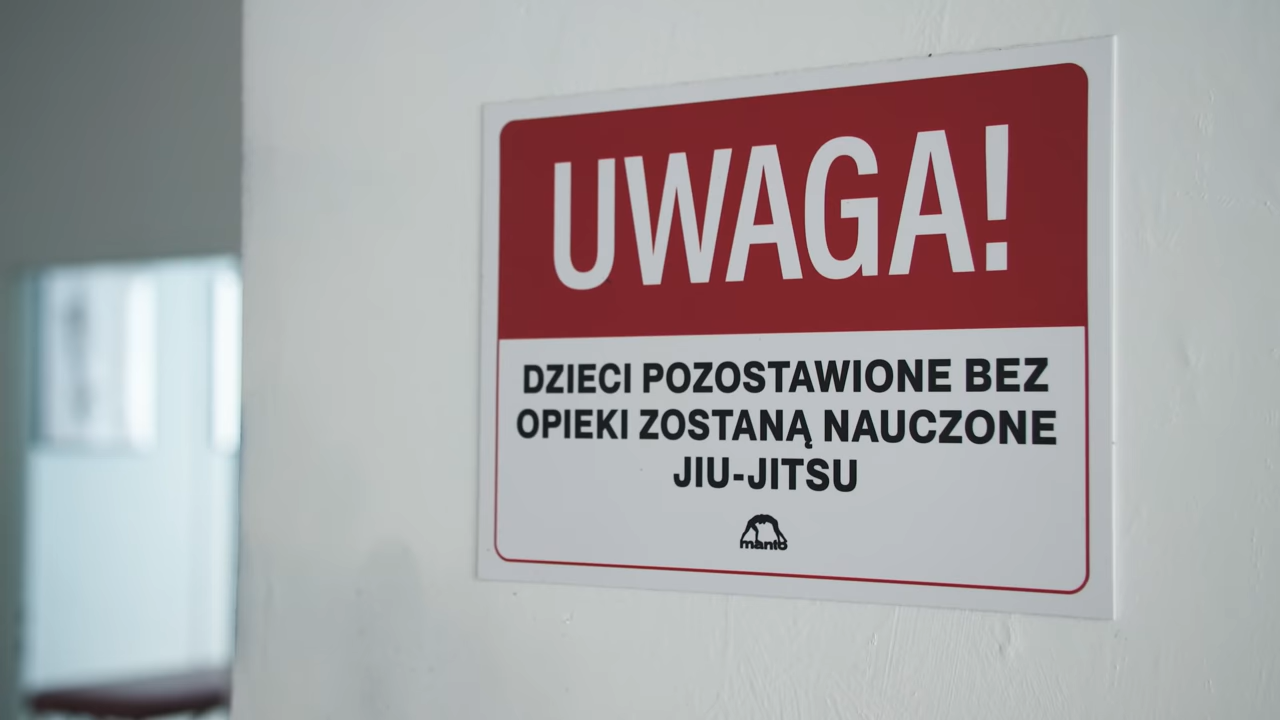 UWAGA!
DZIECI POZOSTAWIONE BEZ
OPIEKI ZOSTANĄ NAUCZONE
JIU-JITSU
manto